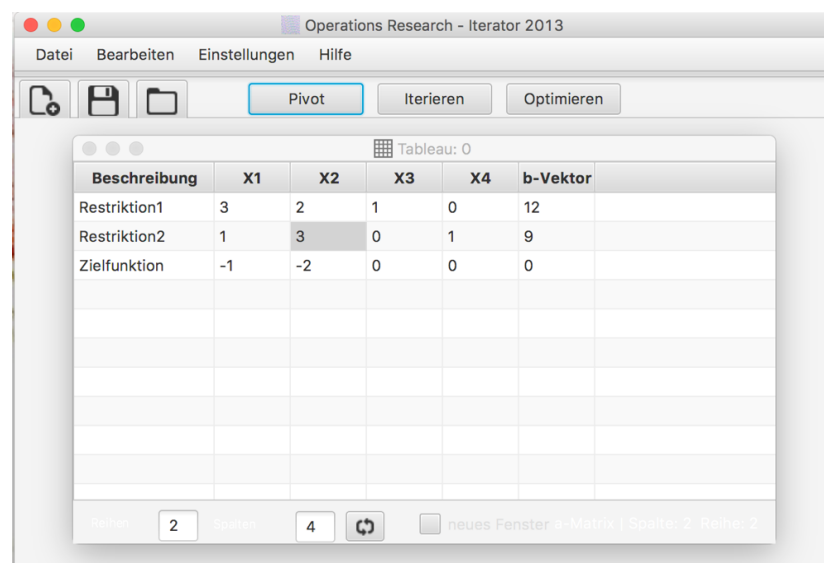 Operations Research - Iterator 2013
Datei Bearbeiten Einstellungen Hilfe
Pivot Iterieren Optimieren
Tableau: 0
Beschreibung X1 X2 X3 X4 b-Vektor
Restriktion1 3 2 1 0 12
Restriktion2 1 3 0 1 9
Zielfunktion -1 -2 0 0 0
Reihen 2 Spalten 4 neues Fenster a-Matrix | Spalte: 2 Reihe: 2